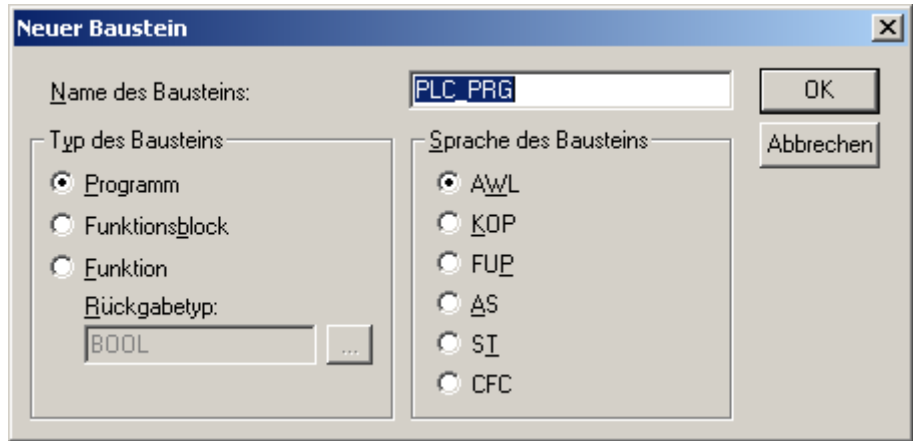 Neuer Baustein
Name des Bausteins: PLC_PRG OK
Abbrechen
Typ des Bausteins
Programm
Funktionsblock
Funktion
Rückgabetyp:
BOOL ...
Sprache des Bausteins
AWL
KOP
FUP
AS
ST
CFC